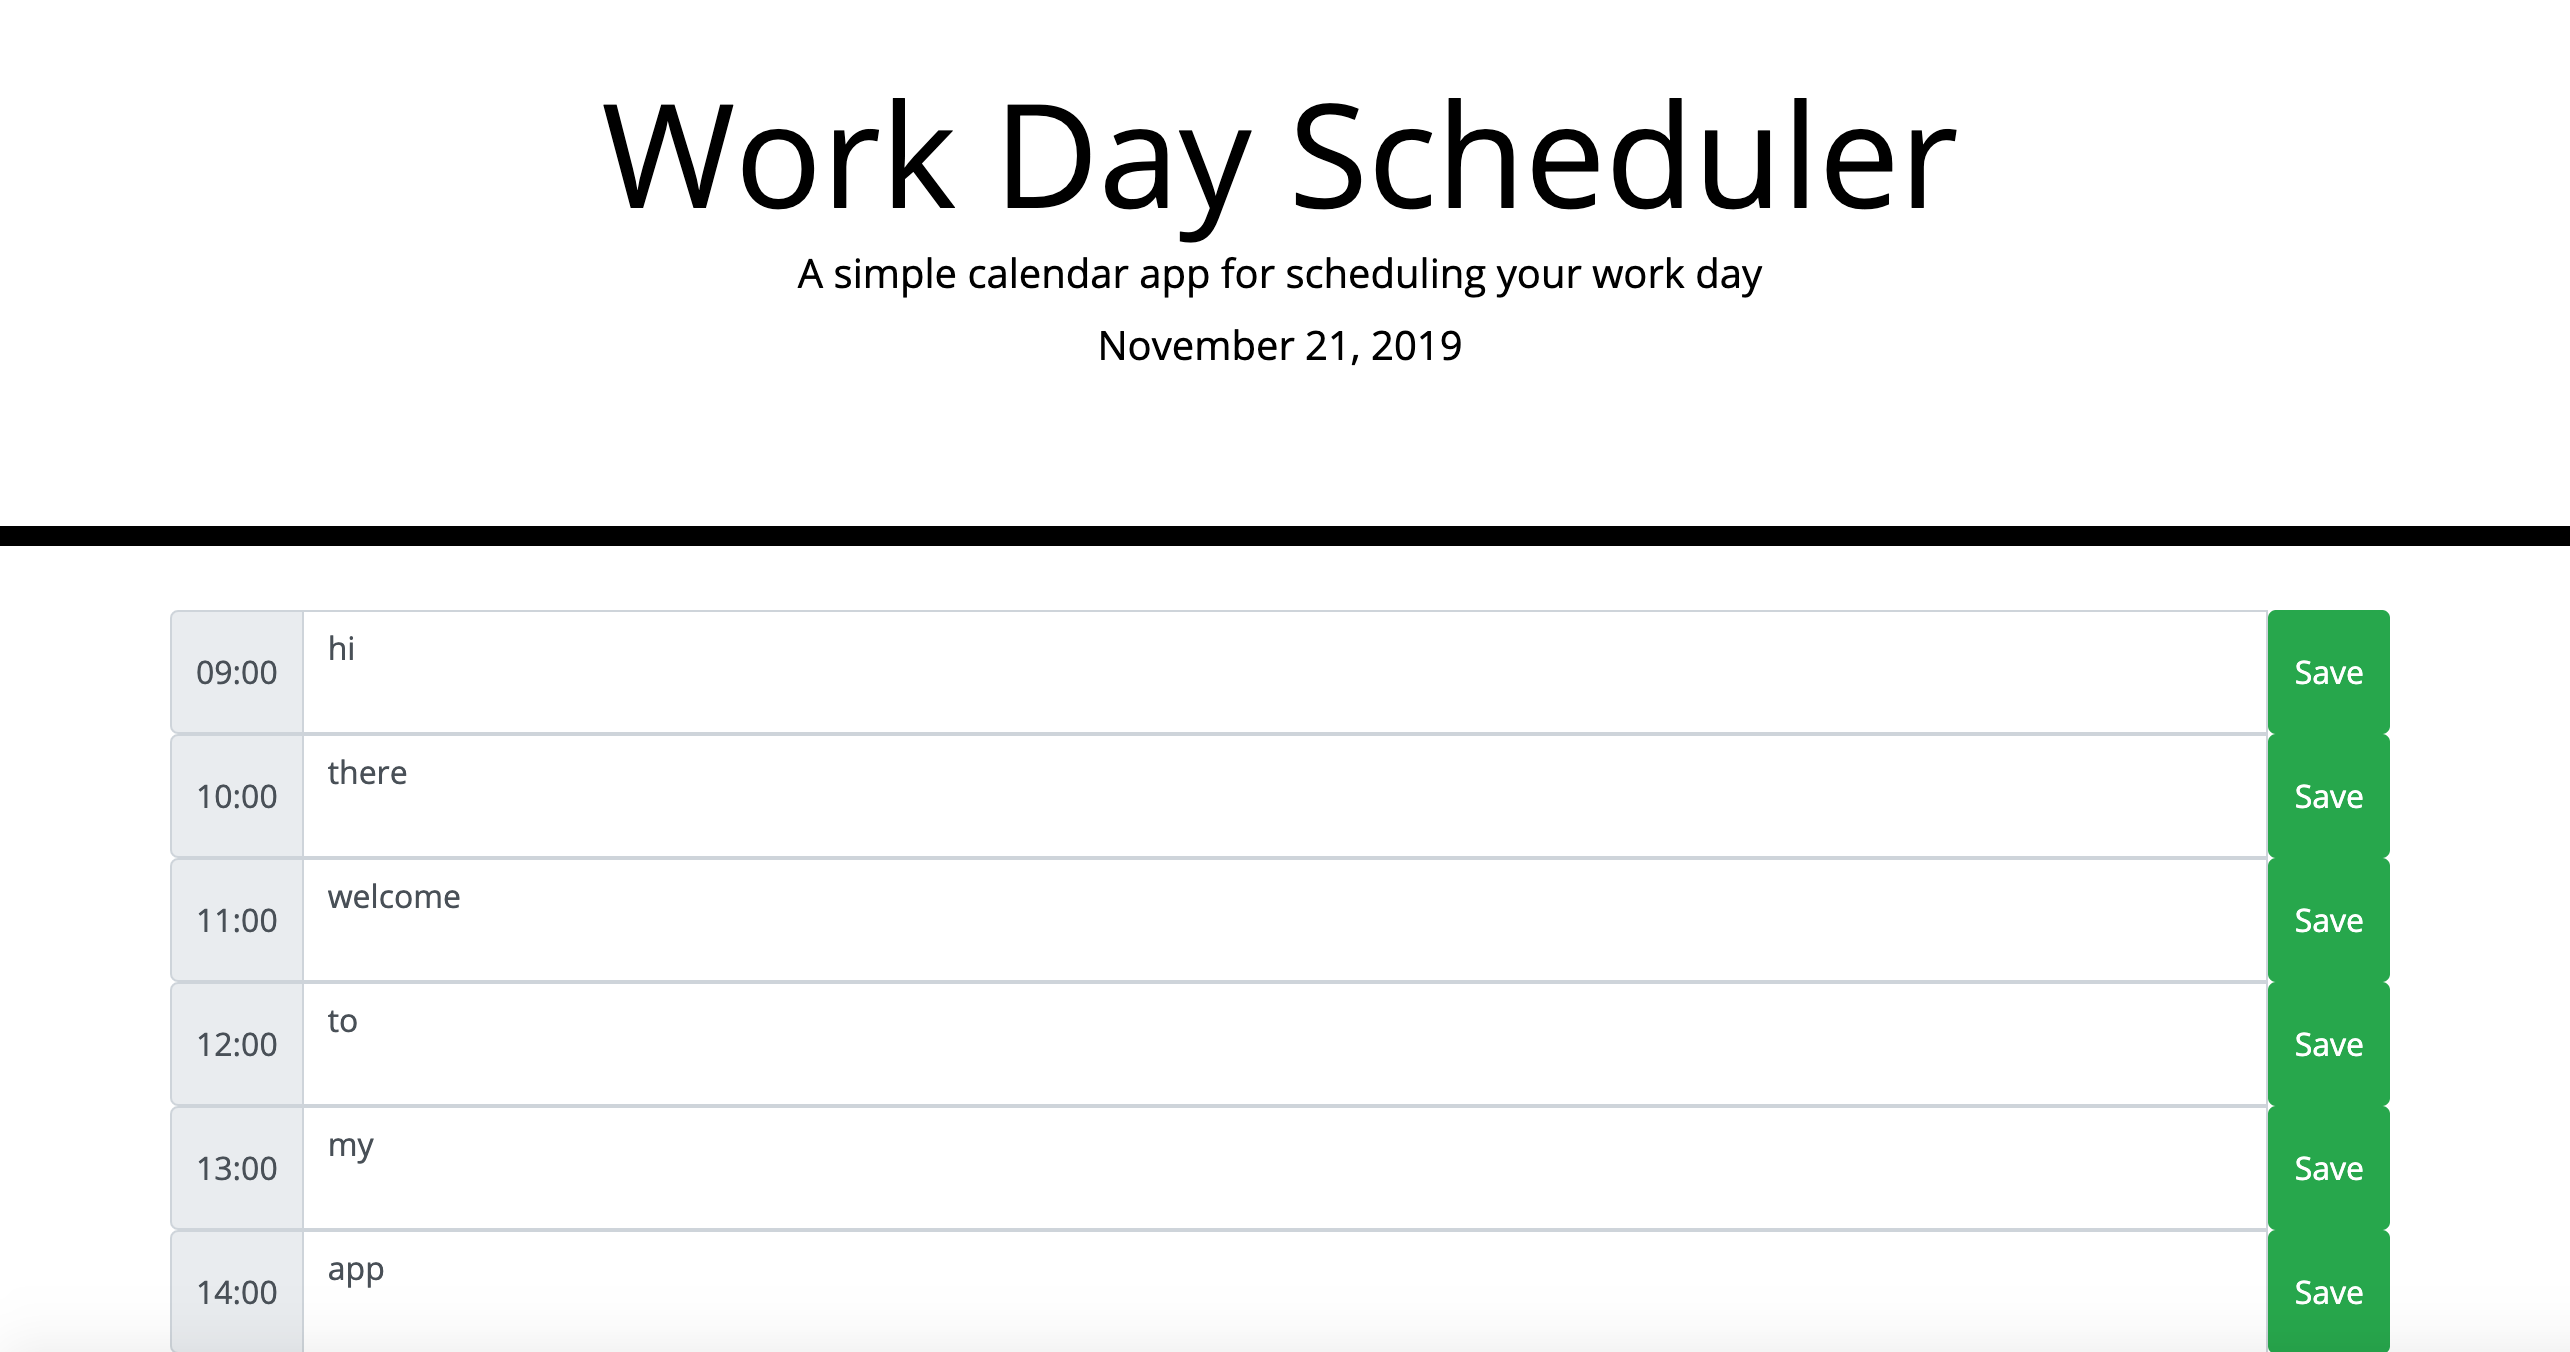 Work Day Scheduler
A simple calendar app for scheduling your work day
November 21, 2019
09:00 hi Save
10:00 there Save
11:00 welcome Save
12:00 to Save
13:00 my Save
14:00 app Save